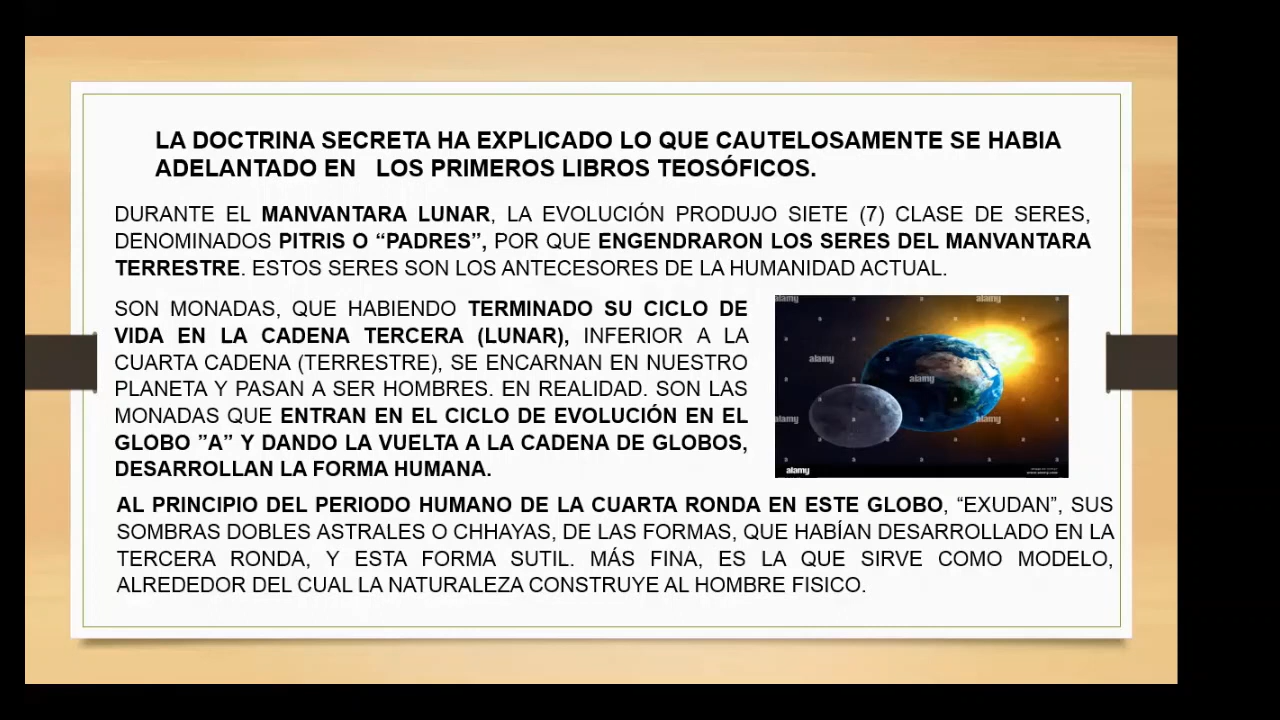 LA DOCTRINA SECRETA HA EXPLICADO LO QUE CAUTELOSAMENTE SE HABIA
ADELANTADO EN LOS PRIMEROS LIBROS TEOSÓFICOS.
DURANTE EL MANVANTARA LUNAR, LA EVOLUCIÓN PRODUJO SIETE (7) CLASE DE SERES,
DENOMINADOS PITRIS O “PADRES”, POR QUE ENGENDRARON LOS SERES DEL MANVANTARA
TERRESTRE. ESTOS SERES SON LOS ANTECESORES DE LA HUMANIDAD ACTUAL.
SON MONADAS, QUE HABIENDO TERMINADO SU CICLO DE
VIDA EN LA CADENA TERCERA (LUNAR), INFERIOR A LA
CUARTA CADENA (TERRESTRE), SE ENCARNAN EN NUESTRO
PLANETA Y PASAN A SER HOMBRES. EN REALIDAD. SON LAS
MONADAS QUE ENTRAN EN EL CICLO DE EVOLUCIÓN EN EL
GLOBO ”A” Y DANDO LA VUELTA A LA CADENA DE GLOBOS,
DESARROLLAN LA FORMA HUMANA.
alamy alamy
alamy
alamy
alamy alamy
alamy
AL PRINCIPIO DEL PERIODO HUMANO DE LA CUARTA RONDA EN ESTE GLOBO, “EXUDAN”, SUS
SOMBRAS DOBLES ASTRALES O CHHAYAS, DE LAS FORMAS, QUE HABÍAN DESARROLLADO EN LA
TERCERA RONDA, Y ESTA FORMA SUTIL. MÁS FINA, ES LA QUE SIRVE COMO MODELO,
ALREDEDOR DEL CUAL LA NATURALEZA CONSTRUYE AL HOMBRE FISICO.